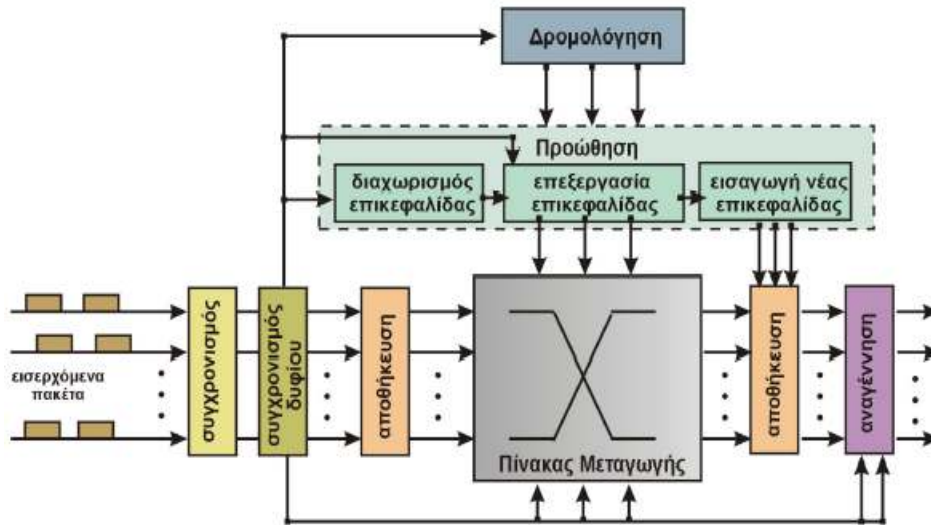 Δρομολόγηση
Προώθηση
διαχωρισμός
επικεφαλίδας
επεξεργασία
επικεφαλίδας
εισαγωγή νέας
επικεφαλίδας
εισερχόμενα
πακέτα
συγχρονισμός
συγχρονισμός
δυφίου
αποθήκευση
Πίνακας Μεταγωγής
αποθήκευση
αναγέννηση